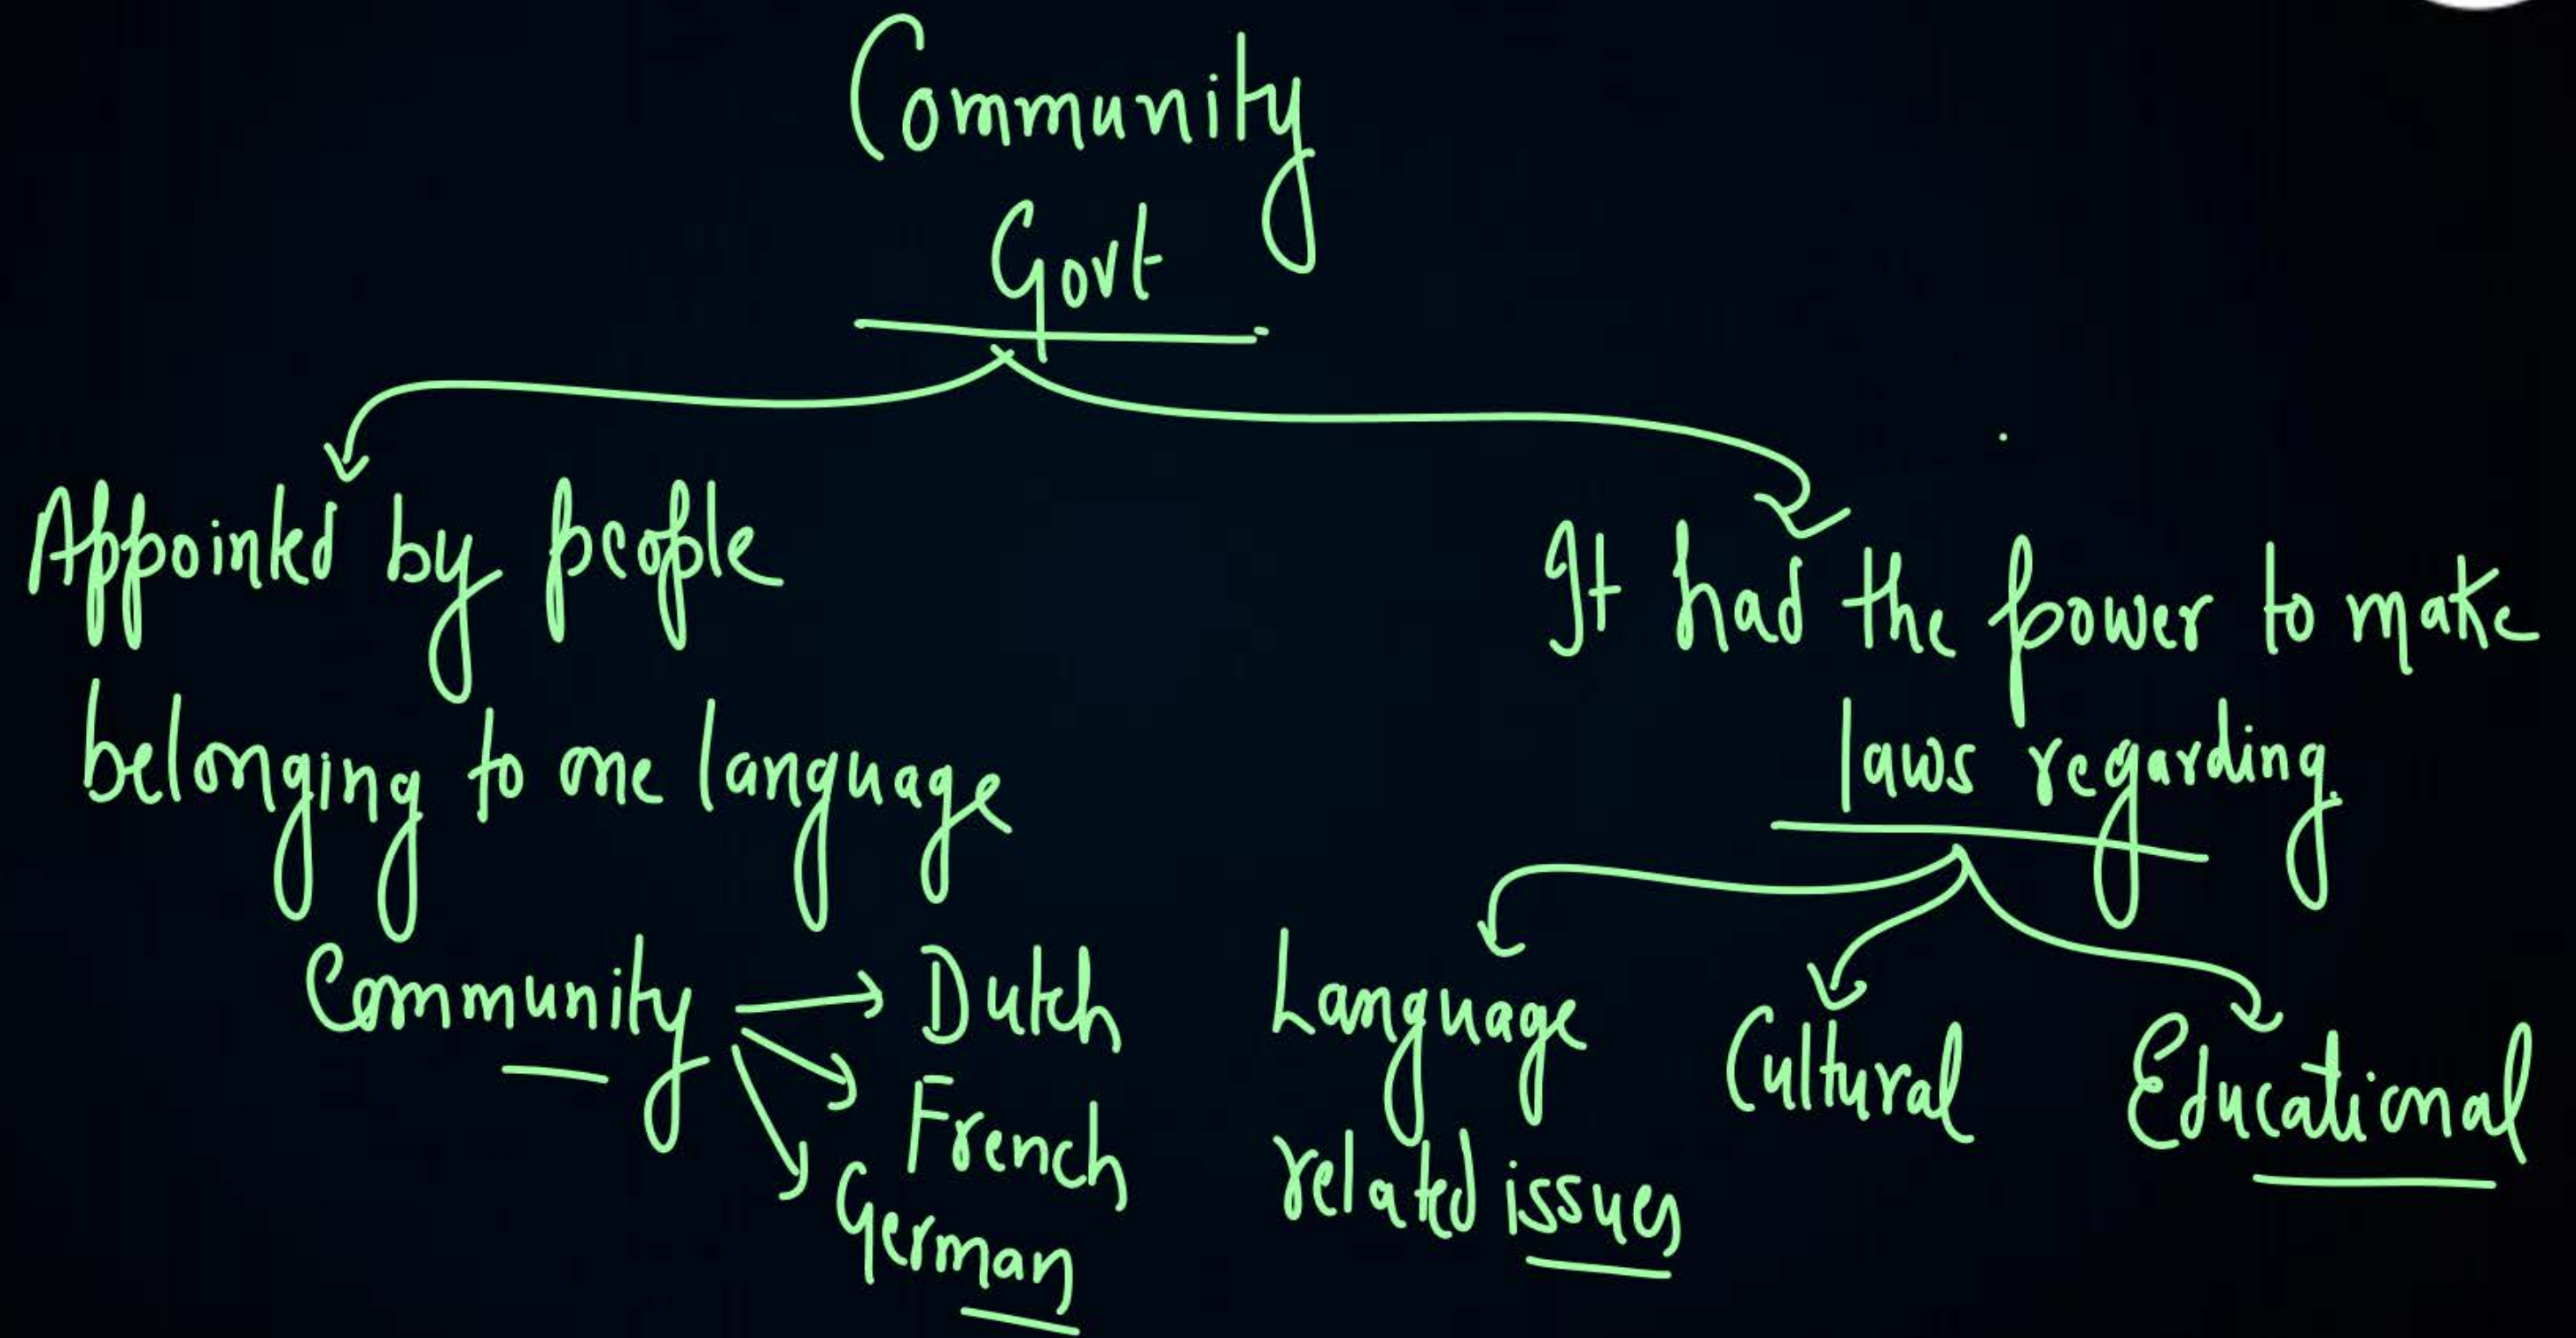 Community
Govt
Appointed by people
belonging to one language
Community → Dutch
French
German
It had the power to make
laws regarding
Language
related issues
Cultural
Educational